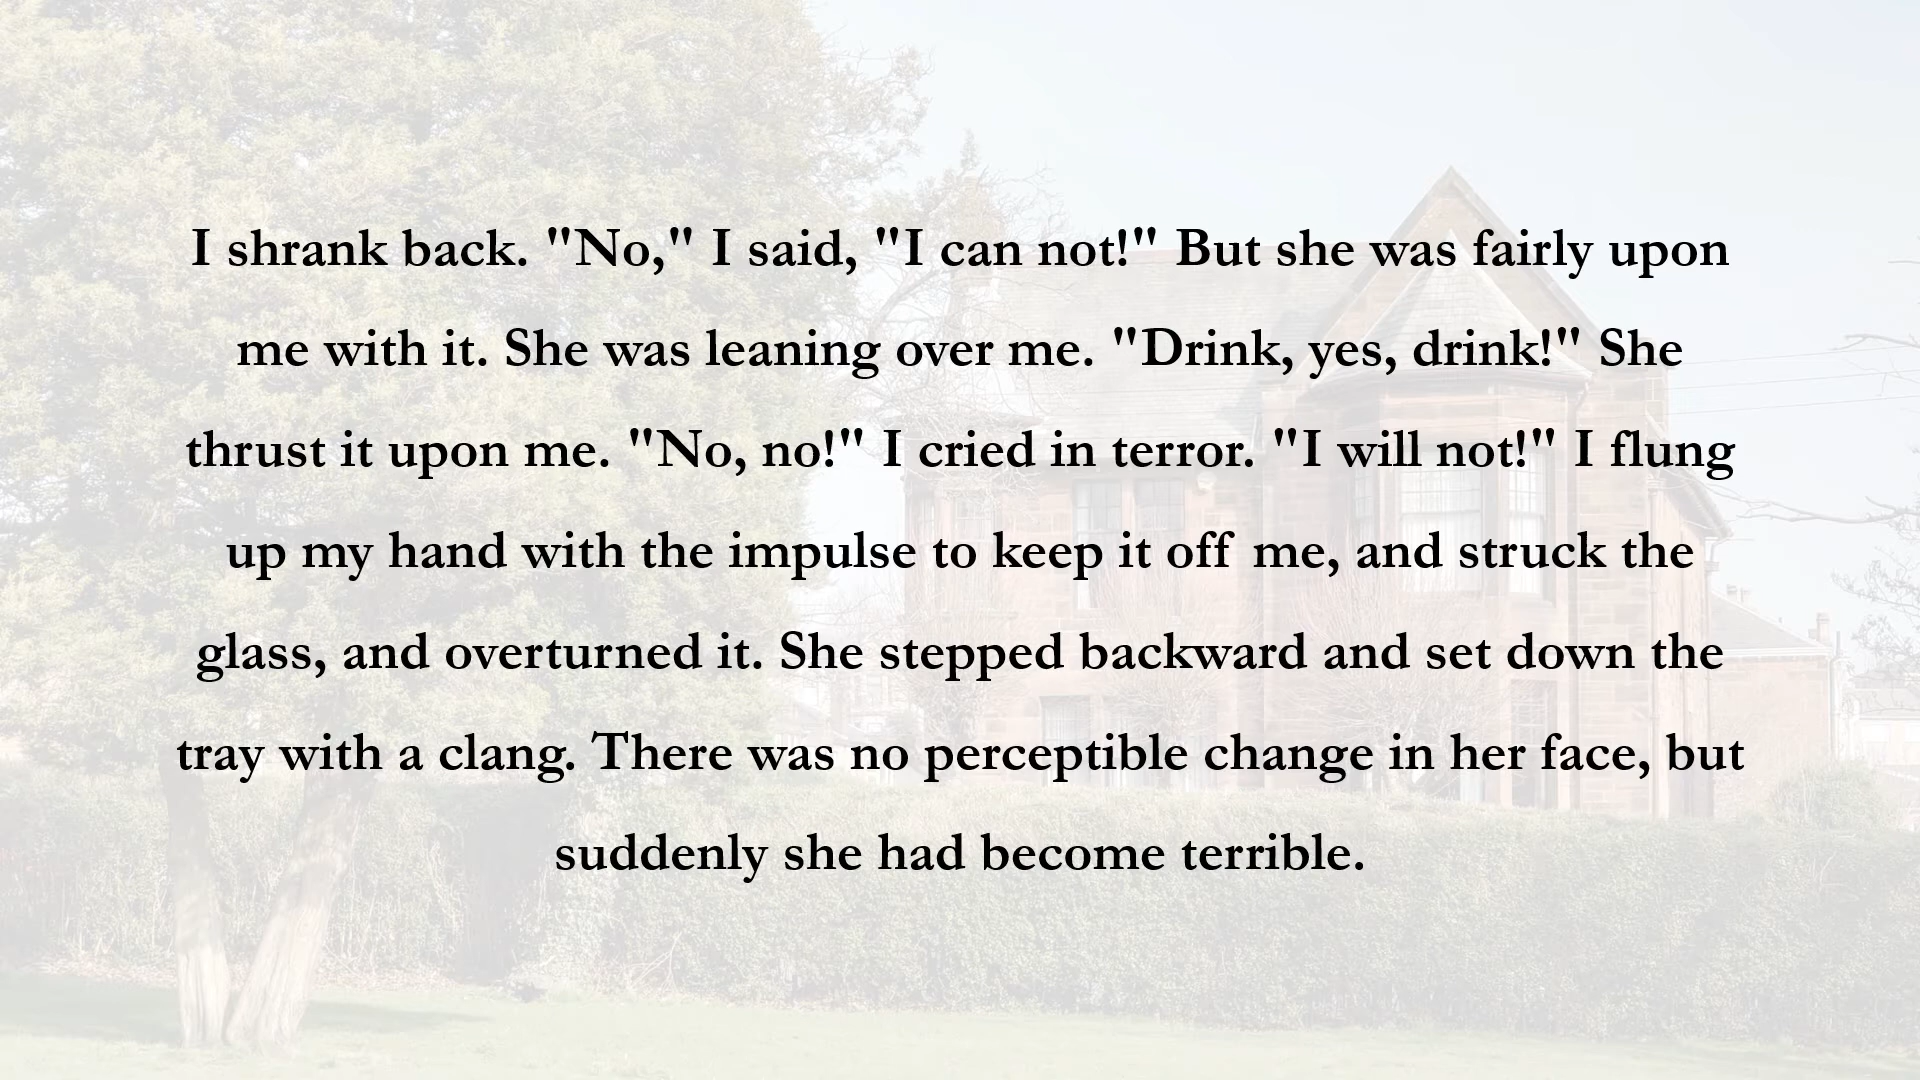 I shrank back. "No," I said, "I can not!" But she was fairly upon
me with it. She was leaning over me. "Drink, yes, drink!" She
thrust it upon me. "No, no!" I cried in terror. "I will not!" I flung
up my hand with the impulse to keep it off me, and struck the
glass, and overturned it. She stepped backward and set down the
tray with a clang. There was no perceptible change in her face, but
suddenly she had become terrible.